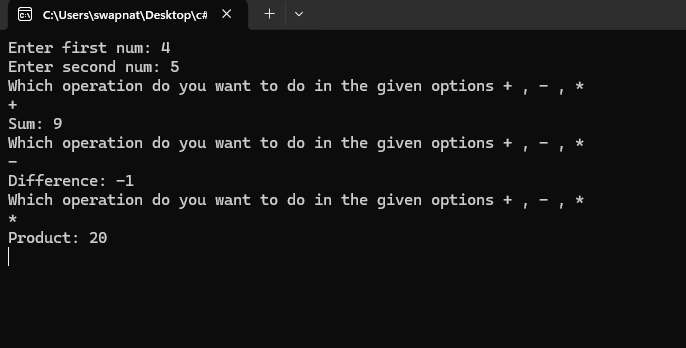 C:\Users\swapnat\Desktop\c#
Enter first num: 4
Enter second num: 5
Which operation do you want to do in the given options + , - , *
+
Sum: 9
Which operation do you want to do in the given options + , - , *
-
Difference: -1
Which operation do you want to do in the given options + , - , *
*
Product: 20